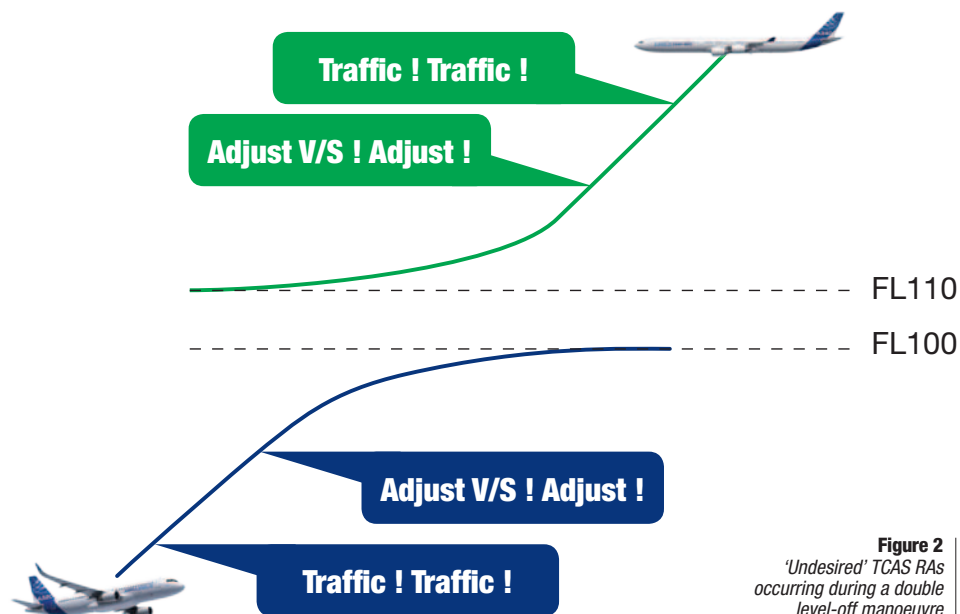 Traffic ! Traffic !
Adjust V/S ! Adjust !
FL110
FL100
Adjust V/S ! Adjust !
Traffic ! Traffic !
Figure 2
'Undesired' TCAS RAs
occurring during a double
level-off manoeuvre